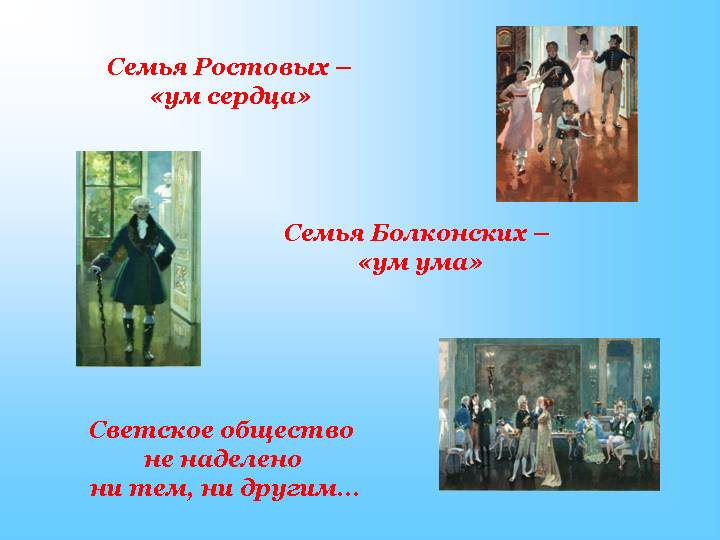 Семья Ростовых –
«ум сердца»
Семья Болконских –
«ум ума»
Светское общество
не наделено
ни тем, ни другим…